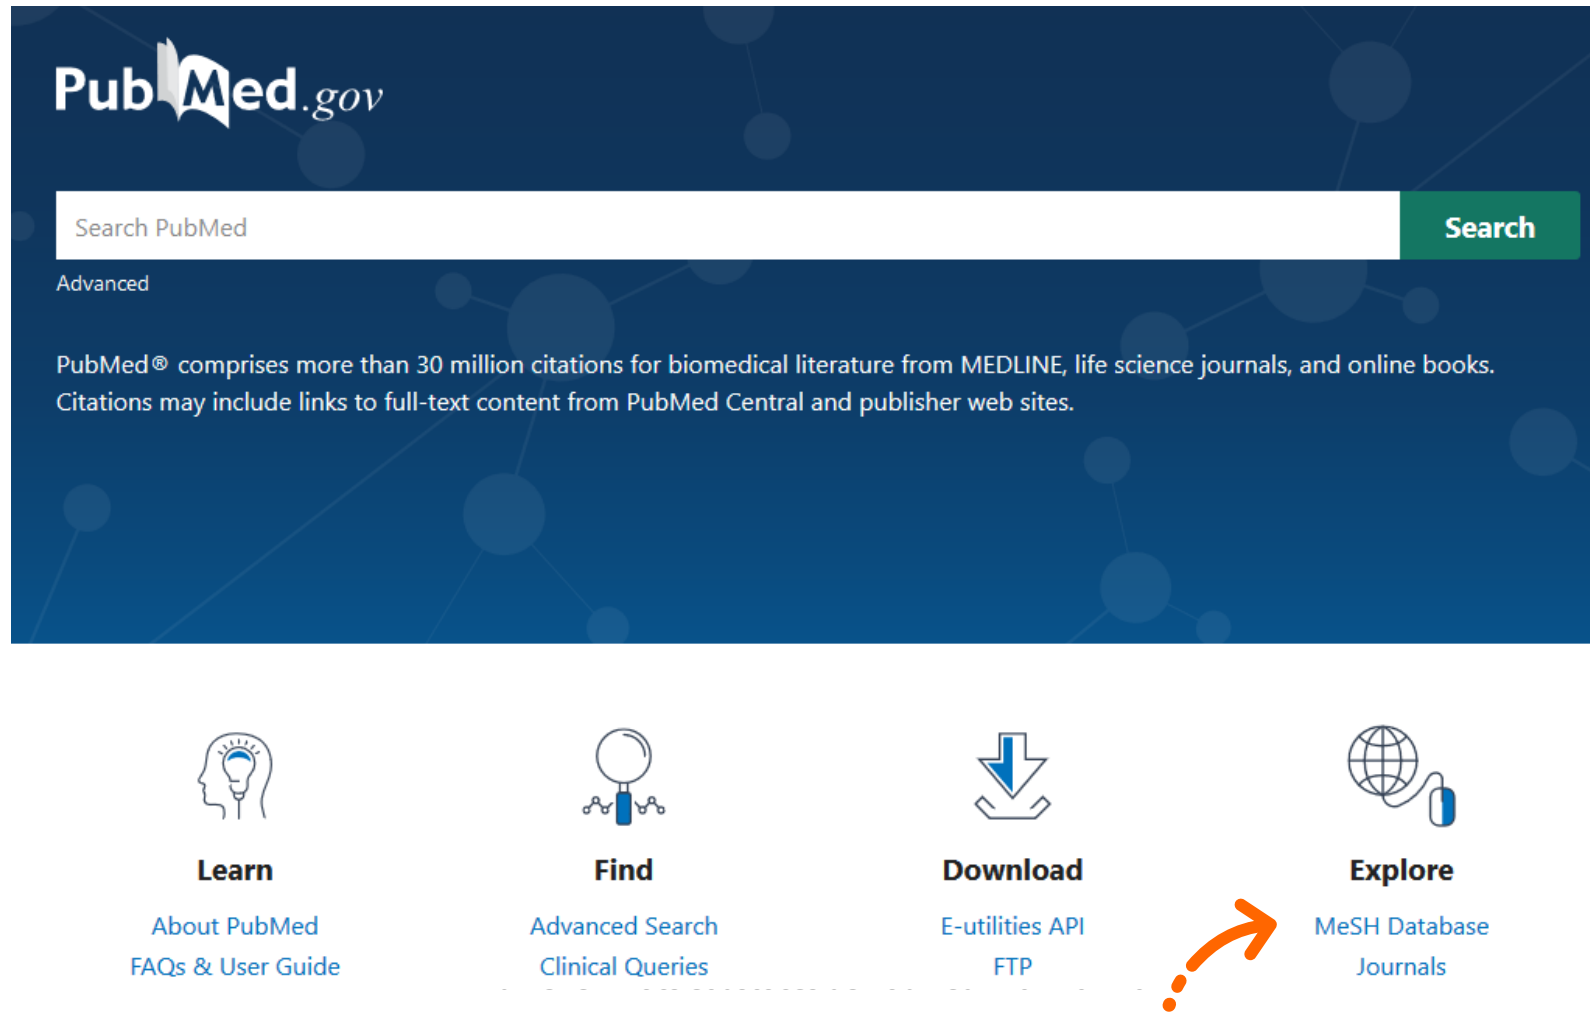 PubMed.gov
Search PubMed
Search
Advanced
PubMed® comprises more than 30 million citations for biomedical literature from MEDLINE, life science journals, and online books.
Citations may include links to full-text content from PubMed Central and publisher web sites.
Learn
About PubMed
FAQs & User Guide
Find
Advanced Search
Clinical Queries
Download
E-utilities API
FTP
Explore
MeSH Database
Journals